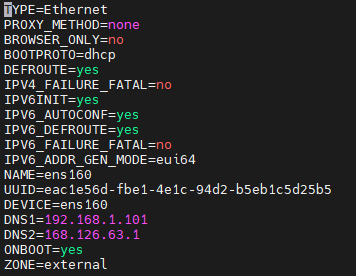 TYPE=Ethernet
PROXY_METHOD=none
BROWSER_ONLY=no
BOOTPROTO=dhcp
DEFROUTE=yes
IPV4_FAILURE_FATAL=no
IPV6INIT=yes
IPV6_AUTOCONF=yes
IPV6_DEFROUTE=yes
IPV6_FAILURE_FATAL=no
IPV6_ADDR_GEN_MODE=eui64
NAME=ens160
UUID=eac1e56d-fbe1-4e1c-94d2-b5eb1c5d25b5
DEVICE=ens160
DNS1=192.168.1.101
DNS2=168.126.63.1
ONBOOT=yes
ZONE=external